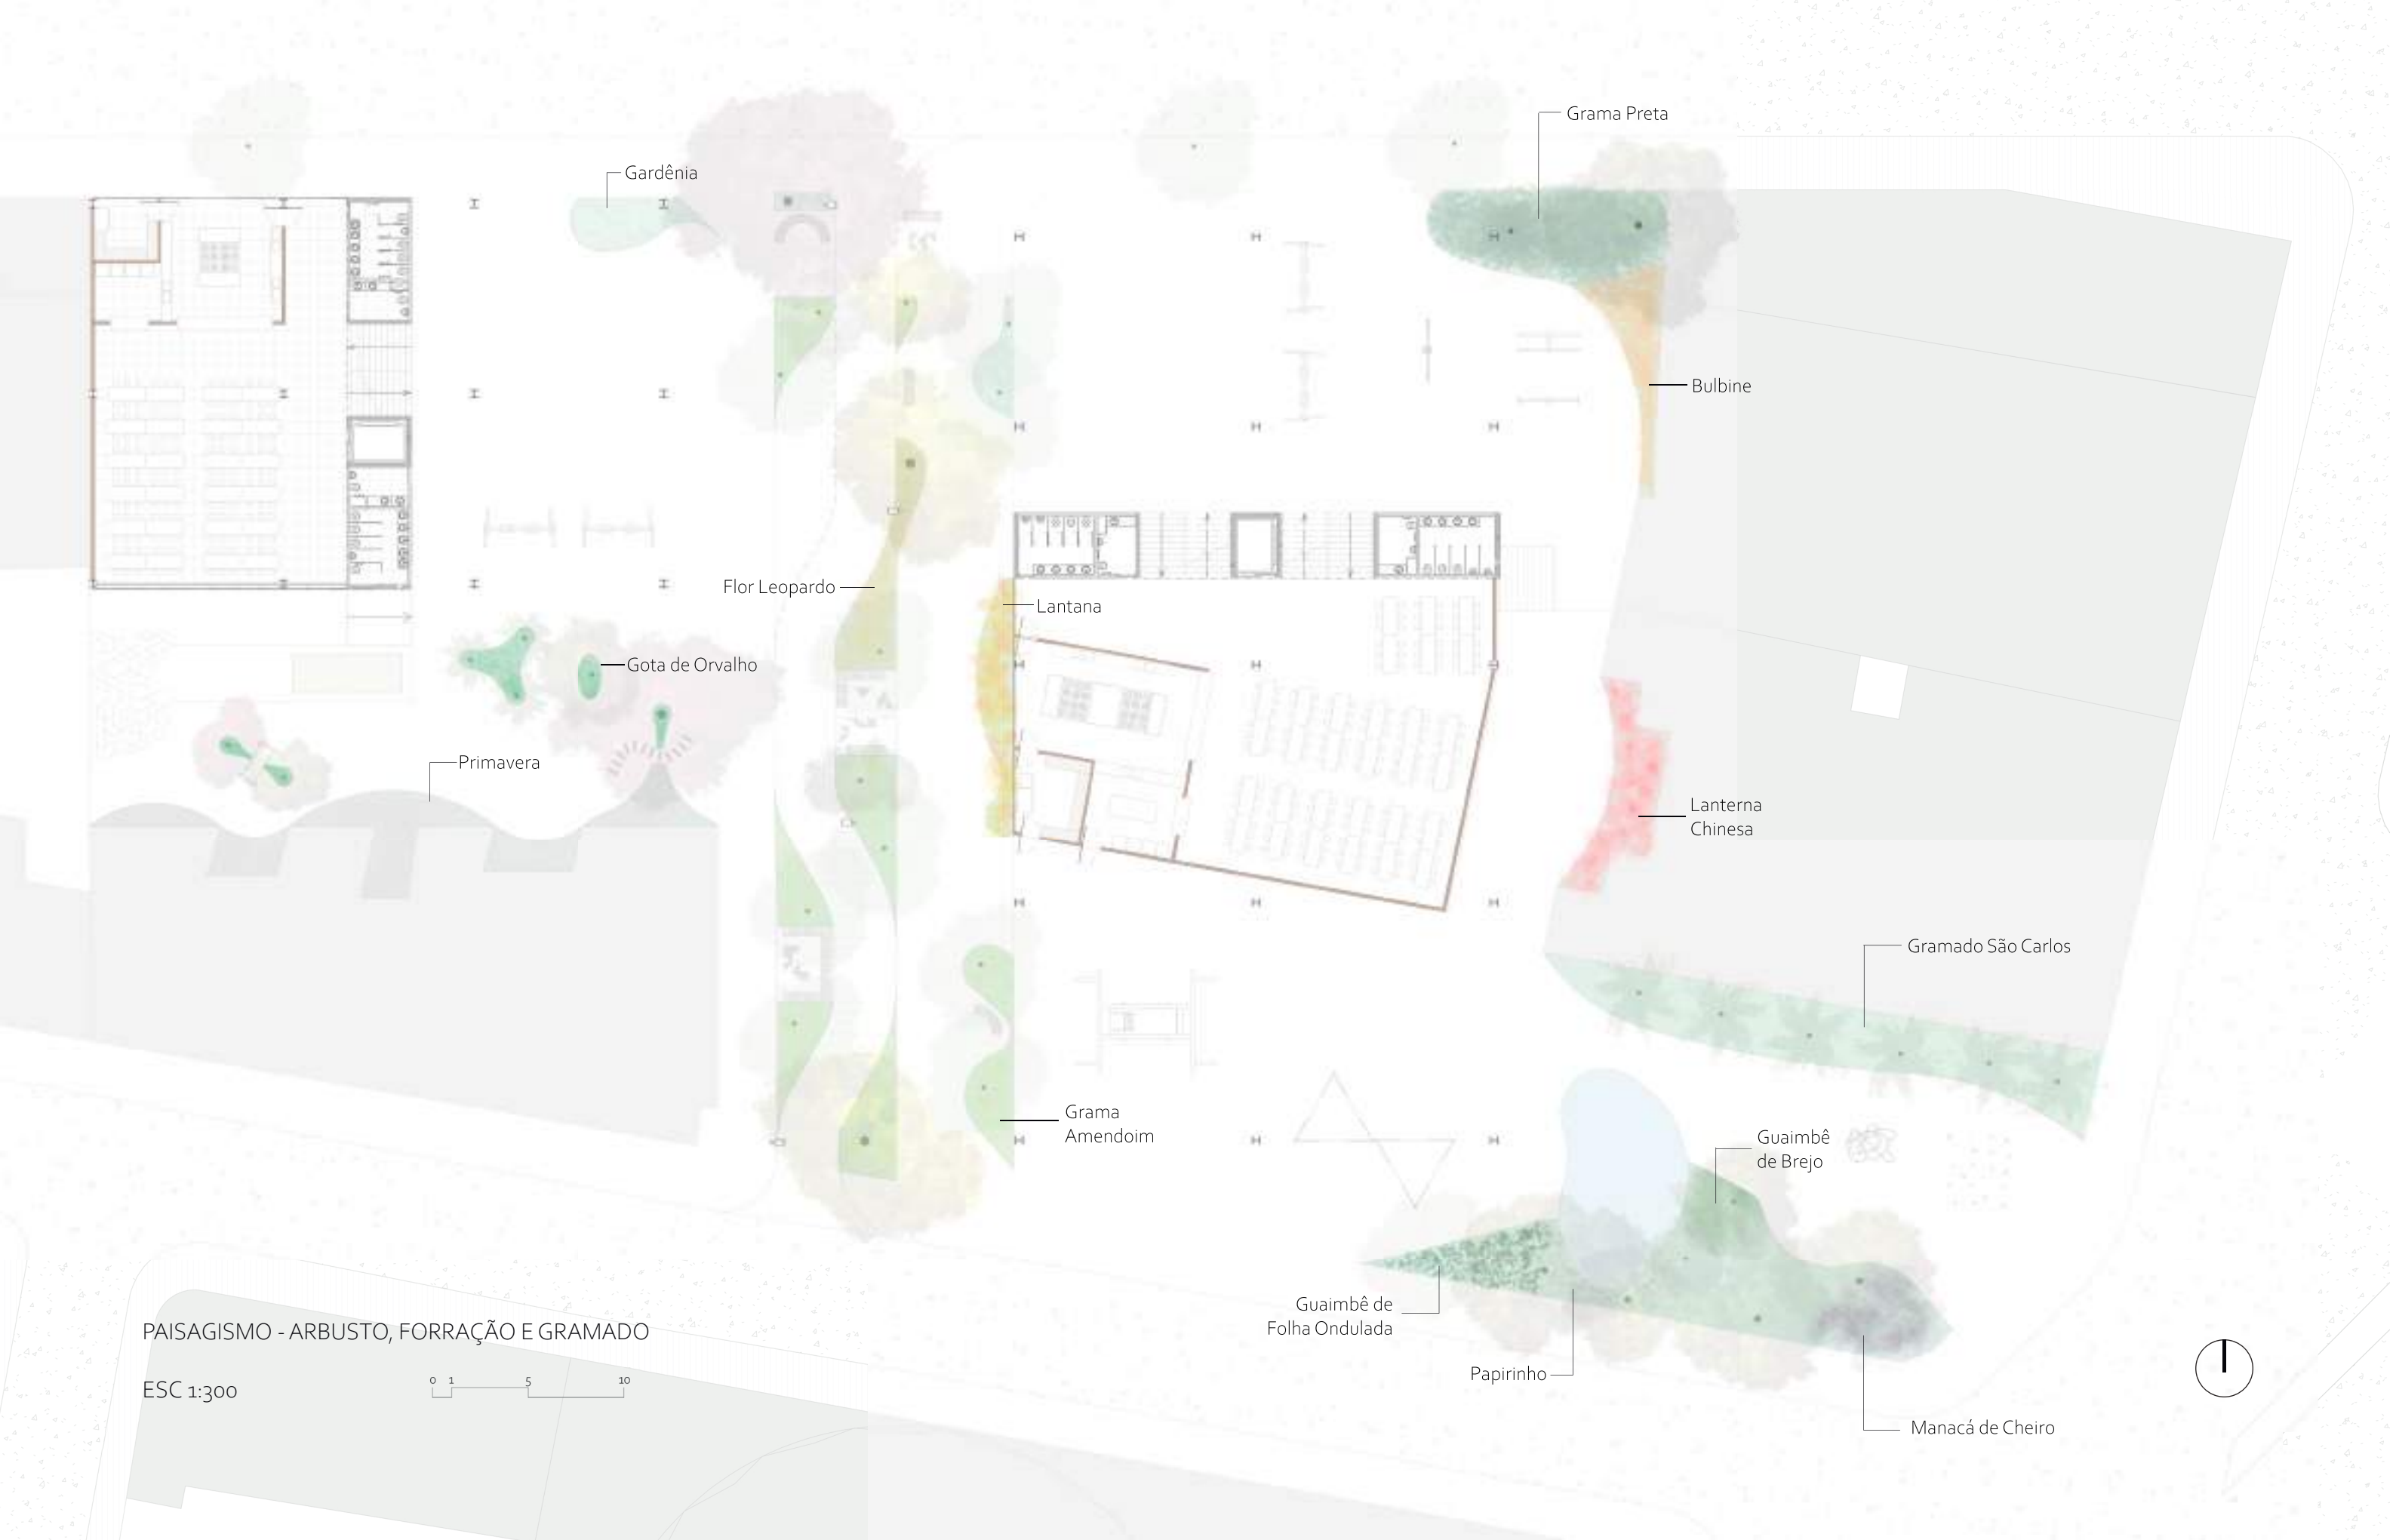 Grama Preta
Gardênia
Bulbine
Flor Leopardo
Lantana
Gota de Orvalho
Primavera
Lanterna
Chinesa
Gramado São Carlos
Grama
Amendoim
Guaimbê
de Brejo
Guaimbê de
Folha Ondulada
Papirinho
Manacá de Cheiro
PAISAGISMO - ARBUSTO, FORRAÇÃO E GRAMADO
ESC 1:300
0 1 5 10